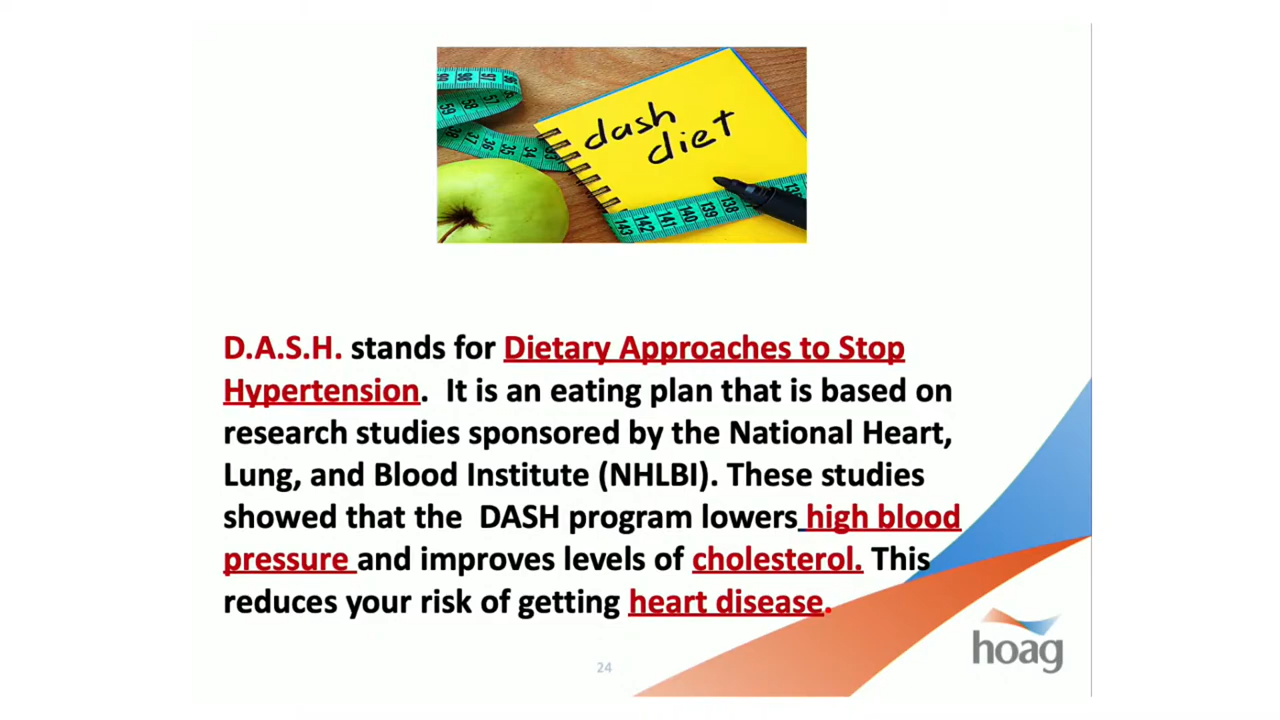 dash
diet
D.A.S.H. stands for Dietary Approaches to Stop
Hypertension.  It is an eating plan that is based on
research studies sponsored by the National Heart,
Lung, and Blood Institute (NHLBI). These studies
showed that the  DASH program lowers high blood
pressure and improves levels of cholesterol. This
reduces your risk of getting heart disease.
hoag
24